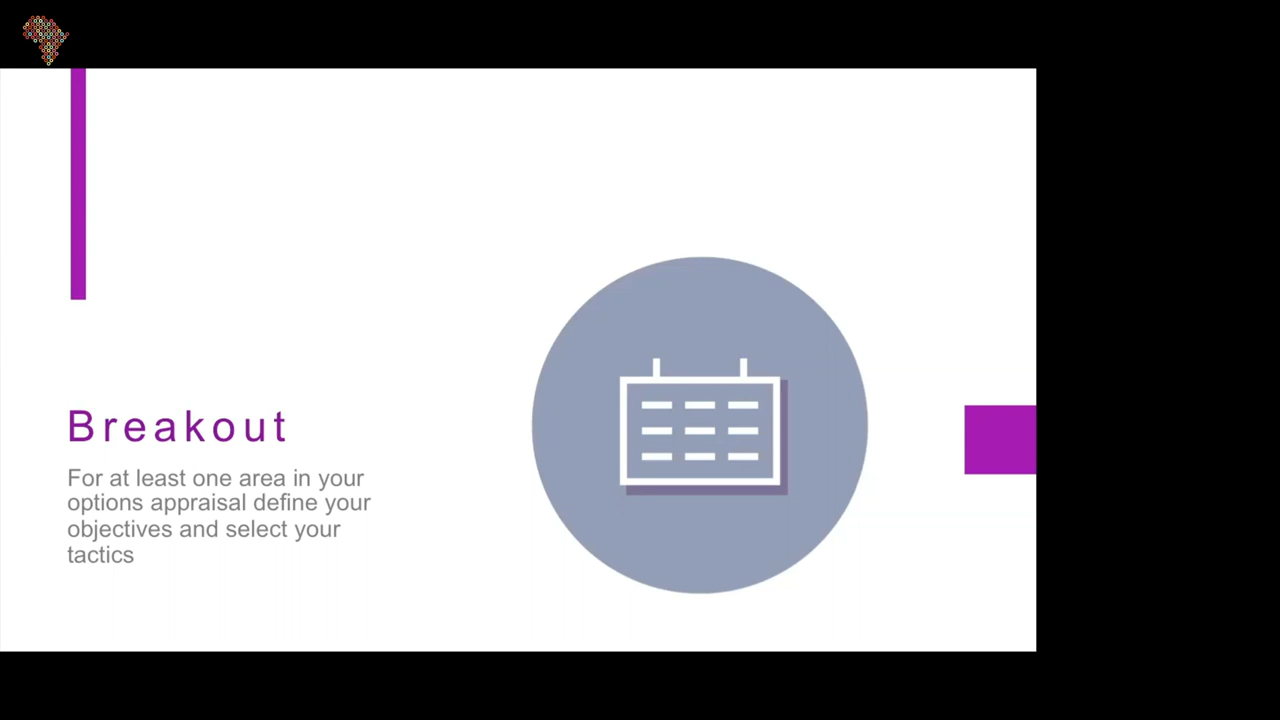 Breakout
For at least one area in your
options appraisal define your
objectives and select your
tactics